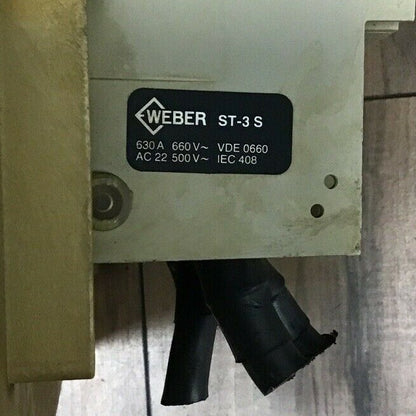 WEBER ST-3 S
630 A 660 V~ VDE 0660
AC 22 500 V~ IEC 408